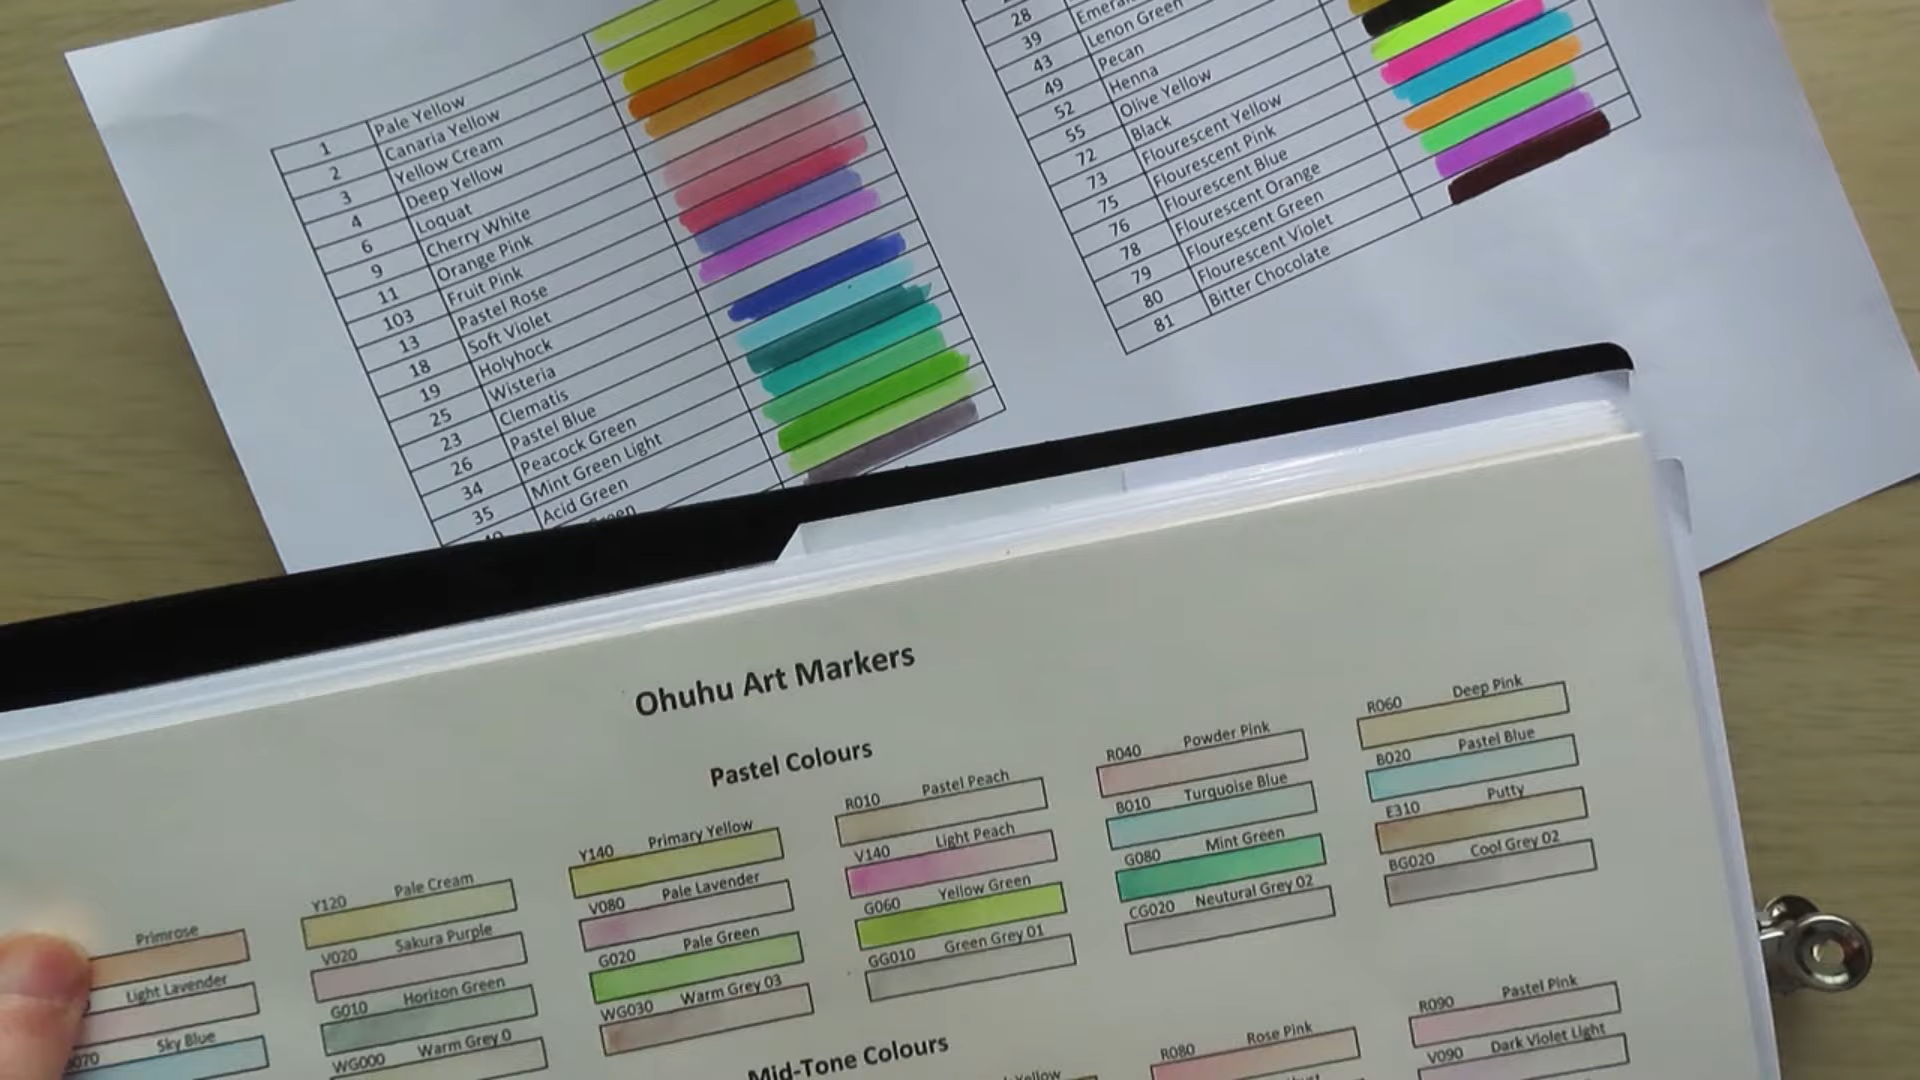 1 Pale Yellow
2 Canaria Yellow
3 Yellow Cream
4 Deep Yellow
6 Loquat
9 Cherry White
11 Orange Pink
103 Fruit Pink
13 Pastel Rose
18 Soft Violet
19 Holyhock
25 Wisteria
23 Clematis
26 Pastel Blue
34 Peacock Green
35 Mint Green Light
Acid Green
28
39 Lenon Green
43 Pecan
49 Henna
52 Olive Yellow
55 Black
72 Flourescent Yellow
73 Flourescent Pink
75 Flourescent Blue
76 Flourescent Orange
78 Flourescent Green
79 Flourescent Violet
80 Bitter Chocolate
81
Ohuhu Art Markers
Pastel Colours
Primrose
Y120 Pale Cream
Y140 Primary Yellow
R010 Pastel Peach
R040 Powder Pink
R060 Deep Pink
Light Lavender
V020 Sakura Purple
V080 Pale Lavender
V140 Light Peach
B010 Turquoise Blue
B020 Pastel Blue
Sky Blue
G010 Horizon Green
G020 Pale Green
G060 Yellow Green
G080 Mint Green
E310 Putty
WG000 Warm Grey 0
WG030 Warm Grey 03
GG010 Green Grey 01
CG020 Neutural Grey 02
BG020 Cool Grey 02
Mid-Tone Colours
R080 Rose Pink
R090 Pastel Pink
V090 Dark Violet Light